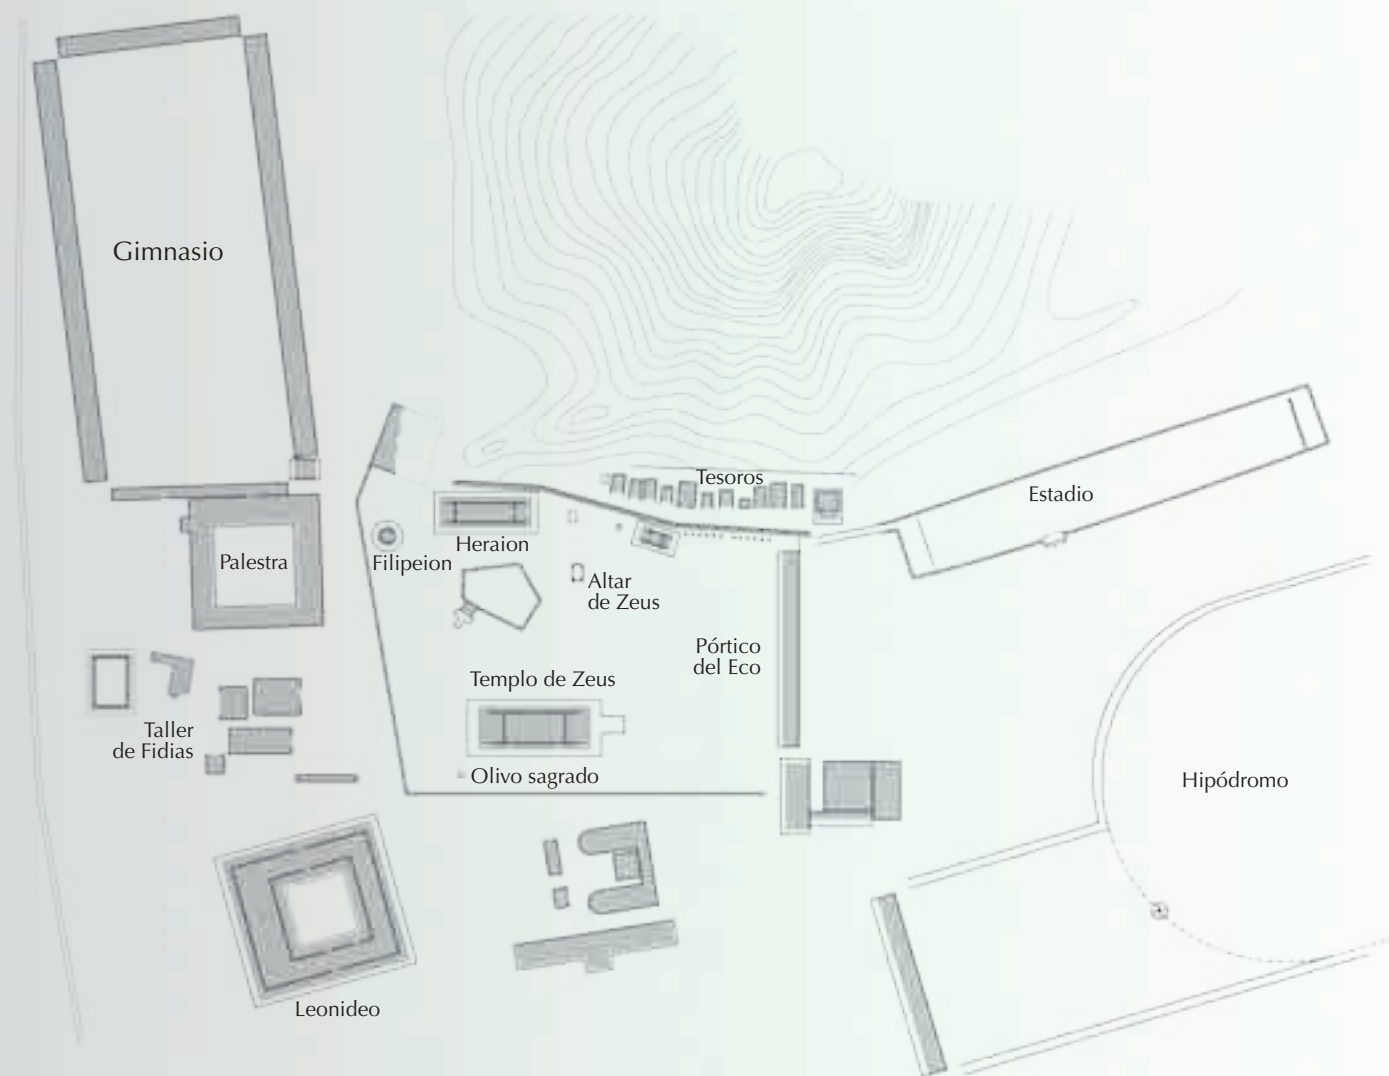 Gimnasio
Tesoros
Estadio
Heraion
Filipeion
Palestra
Altar
de Zeus
Pórtico
del Eco
Templo de Zeus
Taller
de Fidias
Olivo sagrado
Hipódromo
Leonideo